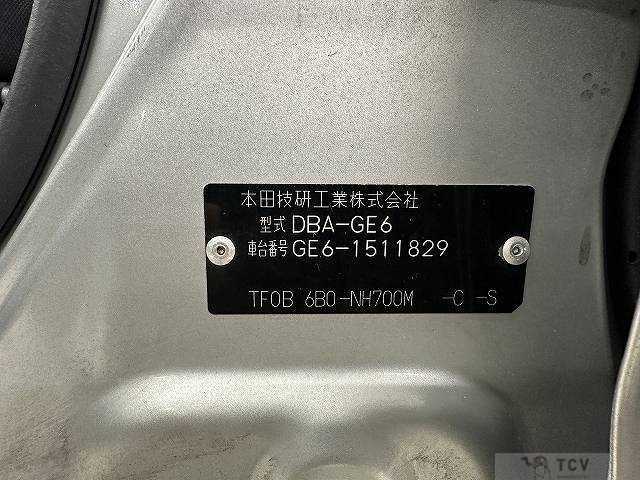 本田技研工業株式会社
型式 DBA-GE6
車台番号 GE6-1511829
TF0B 6B0-NH700M -C -S
TCV